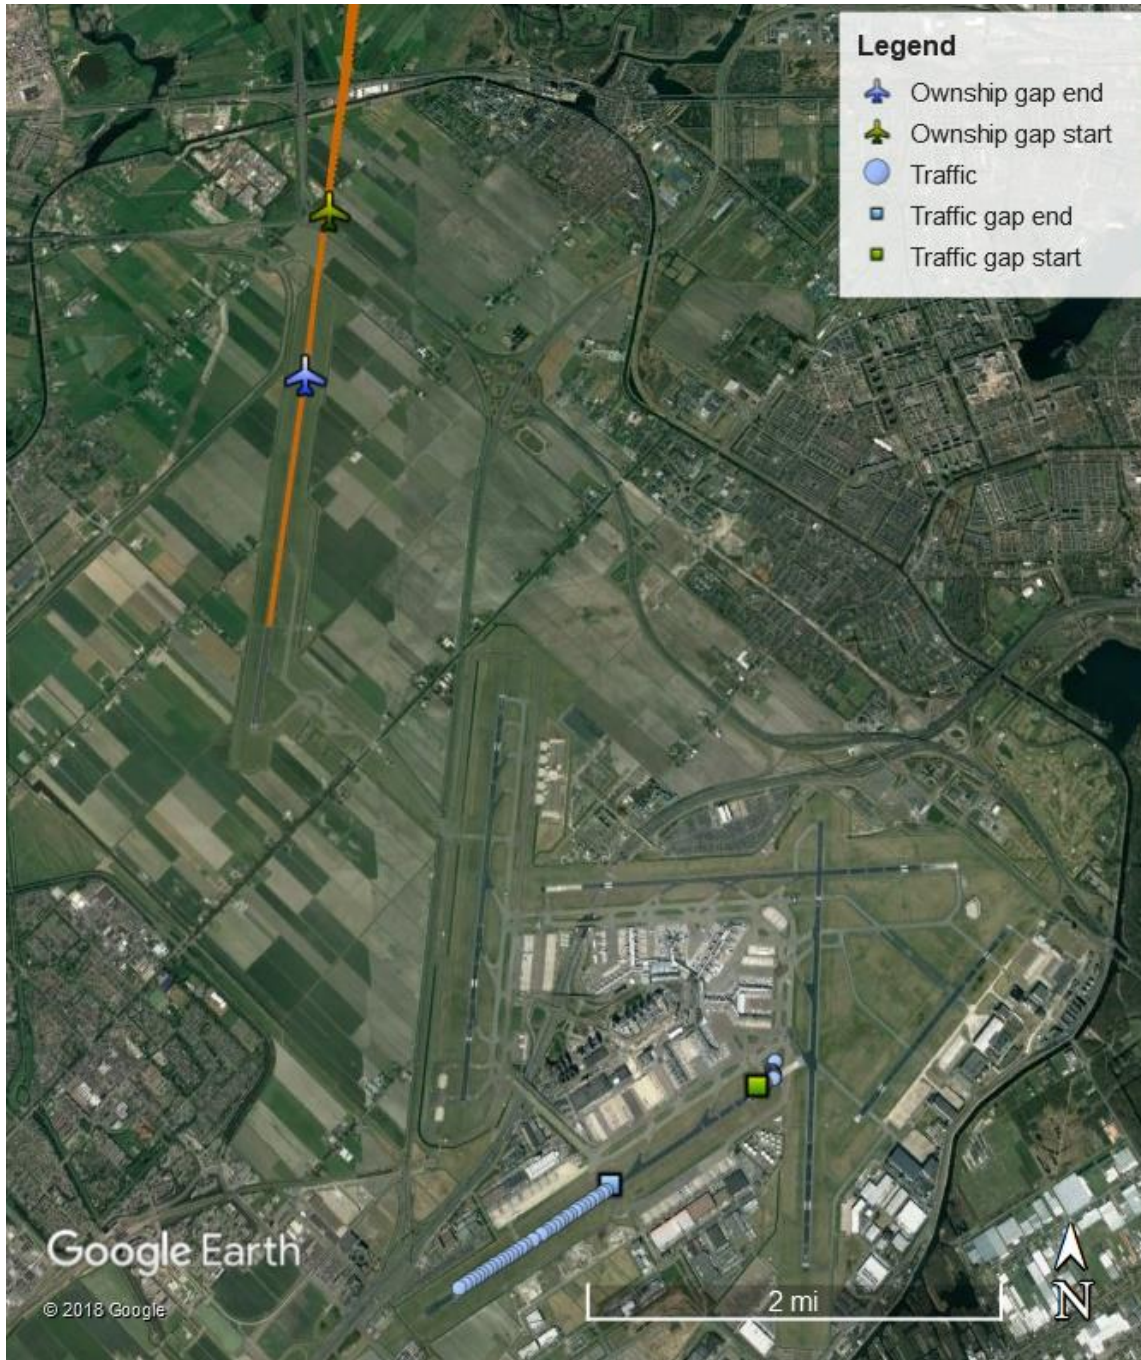 Legend
Ownship gap end
Ownship gap start
Traffic
Traffic gap end
Traffic gap start
Google Earth
© 2018 Google
2 mi
N